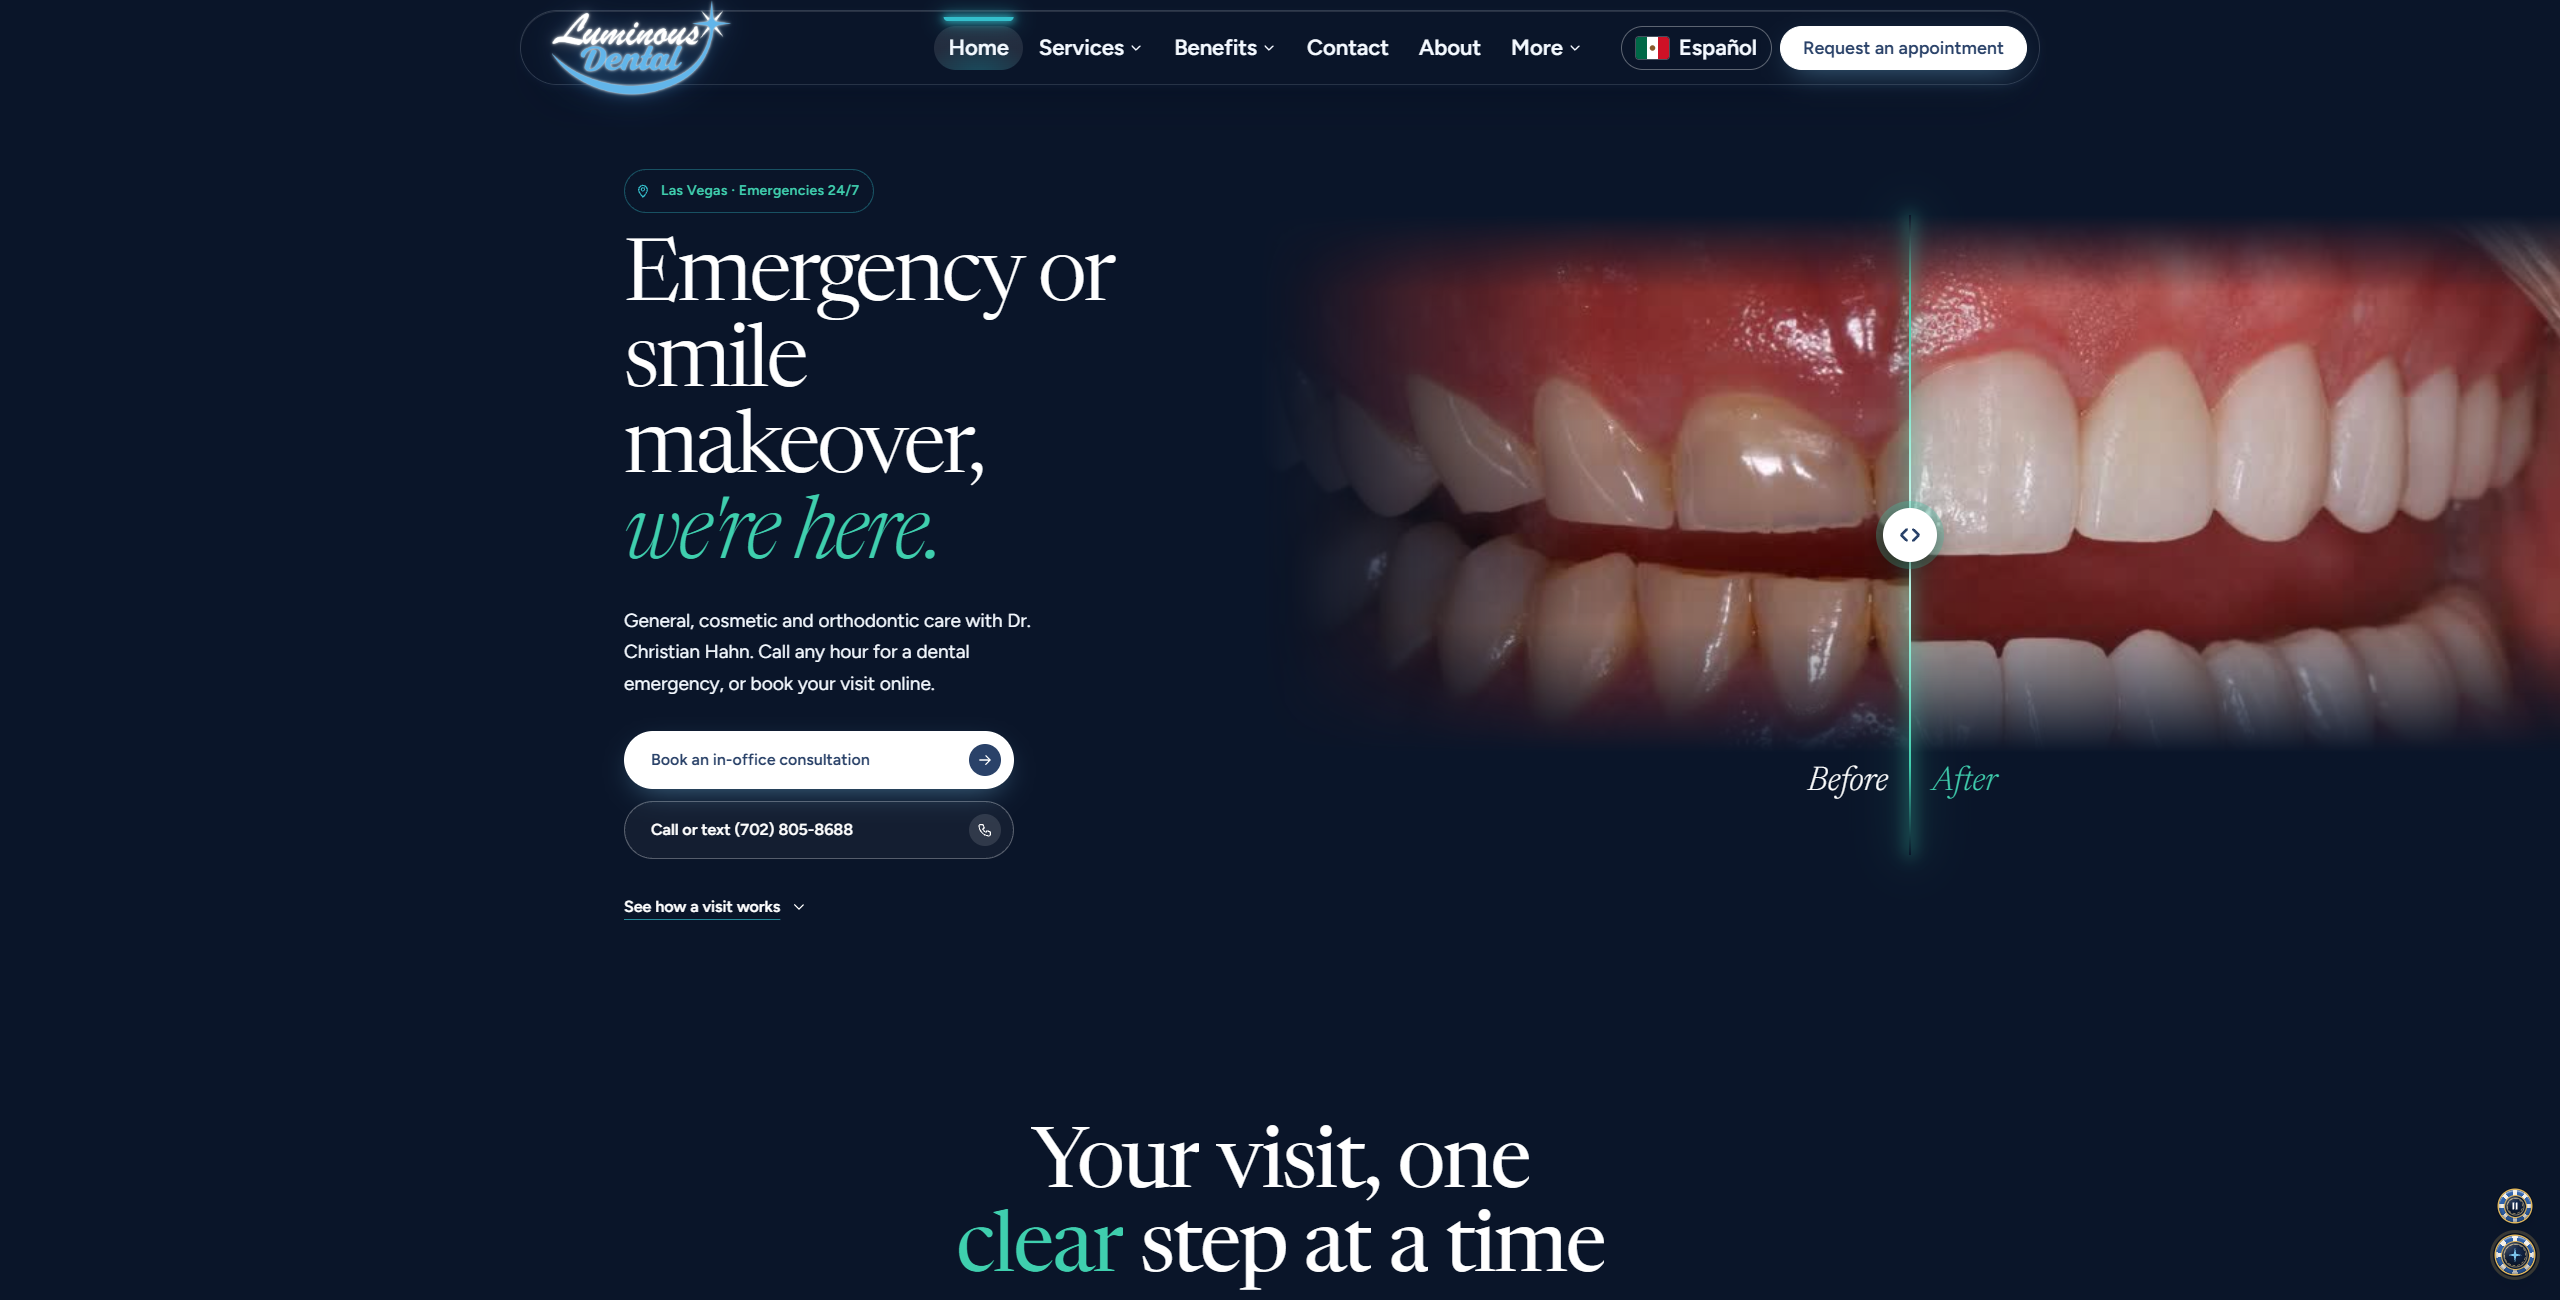 Luminous
Dental
Home
Services
Benefits
Contact
About
More
Español
Request an appointment
Las Vegas · Emergencies 24/7
Emergency or
smile
makeover,
we're here.
General, cosmetic and orthodontic care with Dr.
Christian Hahn. Call any hour for a dental
emergency, or book your visit online.
Book an in-office consultation
Call or text (702) 805-8688
See how a visit works
Before
After
Your visit, one
clear step at a time